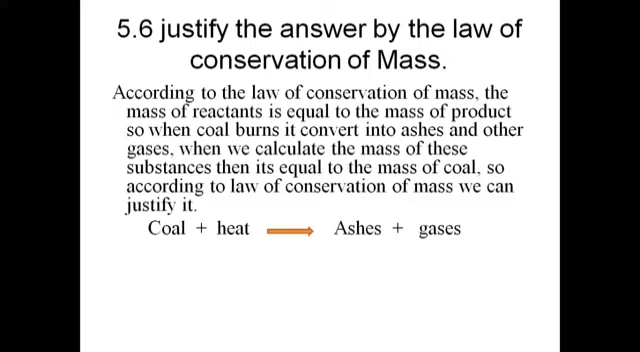 5.6 justify the answer by the law of
conservation of Mass.
According to the law of conservation of mass, the
mass of reactants is equal to the mass of product
so when coal burns it convert into ashes and other
gases, when we calculate the mass of these
substances then its equal to the mass of coal, so
according to law of conservation of mass we can
justify it.
Coal + heat ⟶ Ashes + gases